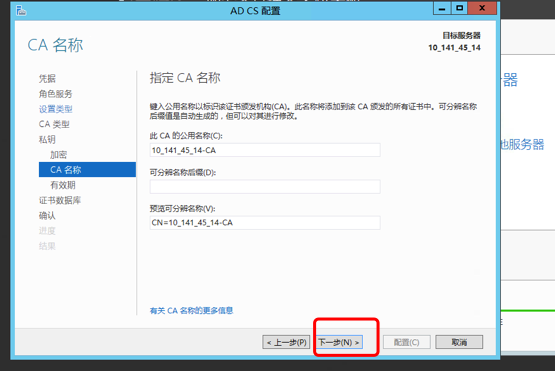 AD CS 配置
CA 名称
目标服务器
10_141_45_14
凭据
角色服务
设置类型
CA 类型
私钥
加密
CA 名称
有效期
证书数据库
确认
进度
结果
指定 CA 名称
键入公用名称以标识该证书颁发机构(CA)。此名称将添加到该 CA 颁发的所有证书中。可分辨名称
后缀值是自动生成的，但可以对其进行修改。
此 CA 的公用名称(C):
10_141_45_14-CA
可分辨名称后缀(D):
预览可分辨名称(V):
CN=10_141_45_14-CA
有关 CA 名称的更多信息
< 上一步(P)
下一步(N) >
配置(C)
取消
器
他服务器